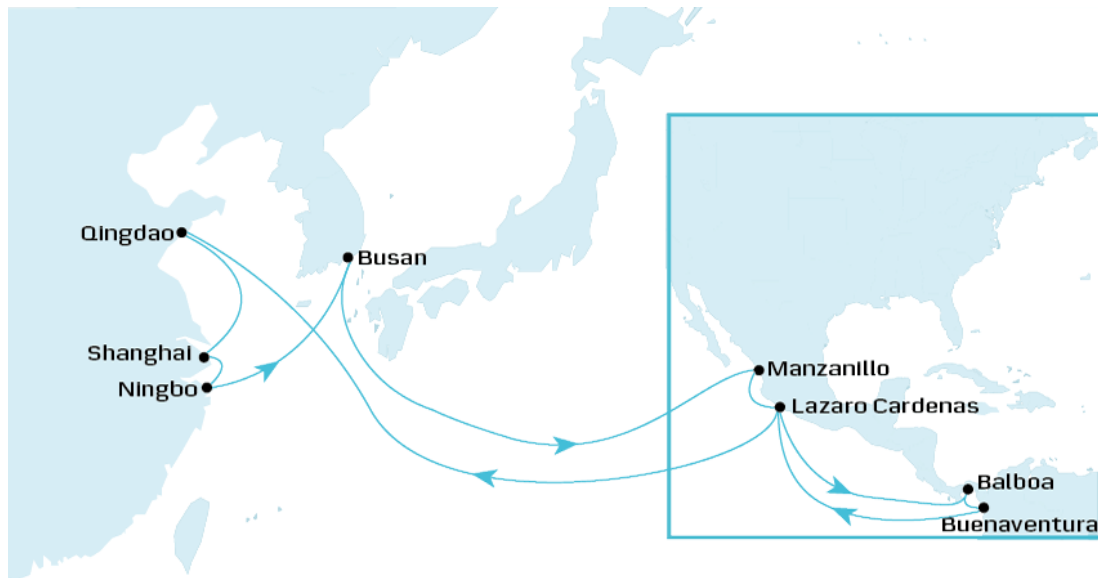 Qingdao
Busan
Shanghai
Ningbo
Manzanillo
Lazaro Cardenas
Balboa
Buenaventura